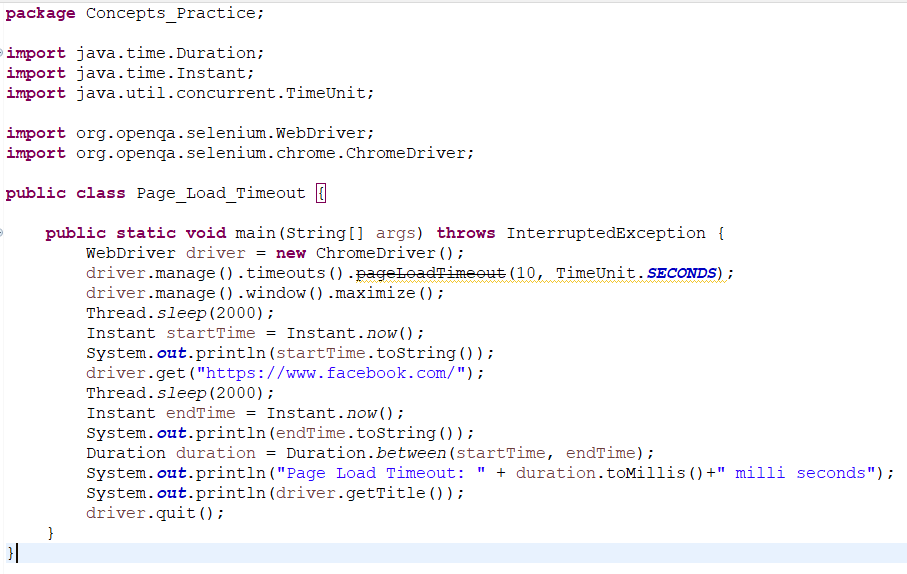 package Concepts_Practice;
import java.time.Duration;
import java.time.Instant;
import java.util.concurrent.TimeUnit;
import org.openqa.selenium.WebDriver;
import org.openqa.selenium.chrome.ChromeDriver;
public class Page_Load_Timeout {
public static void main(String[] args) throws InterruptedException {
WebDriver driver = new ChromeDriver();
driver.manage().timeouts().pageLoadTimeout(10, TimeUnit.SECONDS);
driver.manage().window().maximize();
Thread.sleep(2000);
Instant startTime = Instant.now();
System.out.println(startTime.toString());
driver.get("https://www.facebook.com/");
Thread.sleep(2000);
Instant endTime = Instant.now();
System.out.println(endTime.toString());
Duration duration = Duration.between(startTime, endTime);
System.out.println("Page Load Timeout: " + duration.toMillis()+" milli seconds");
System.out.println(driver.getTitle());
driver.quit();
}
}